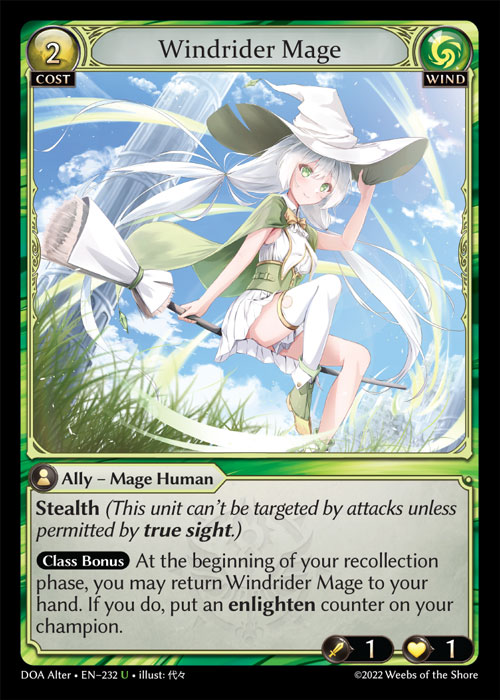 2
Windrider Mage
COST
WIND
Ally – Mage Human
Stealth (This unit can't be targeted by attacks unless
permitted by true sight.)
Class Bonus At the beginning of your recollection
phase, you may return Windrider Mage to your
hand. If you do, put an enlighten counter on your
champion.
1
1
DOA Alter • EN–232 U • illust: 代々
©2022 Weebs of the Shore